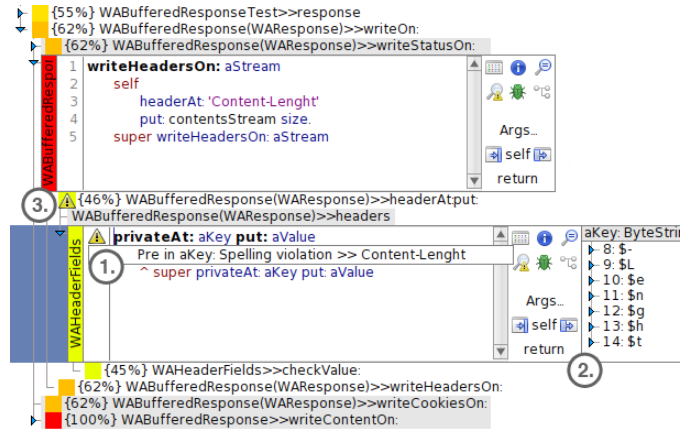 {55%} WABufferedResponseTest>>response
{62%} WABufferedResponse(WAResponse)>>writeOn:
{62%} WABufferedResponse(WAResponse)>>writeStatusOn:
WABufferedRespor
1 writeHeadersOn: aStream
2 self
3 headerAt: 'Content-Lenght'
4 put: contentsStream size.
5 super writeHeadersOn: aStream
Args...
self
return
3.
{46%} WABufferedResponse(WAResponse)>>headerAt:put:
WABufferedResponse(WAResponse)>>headers
WAHeaderFields
privateAt: aKey put: aValue
1.
Pre in aKey: Spelling violation >> Content-Lenght
^ super privateAt: aKey put: aValue
Args...
self
return
aKey: ByteStrin
8: $-
9: $L
10: $e
11: $n
12: $g
13: $h
14: $t
2.
{45%} WAHeaderFields>>checkValue:
{62%} WABufferedResponse(WAResponse)>>writeHeadersOn:
{62%} WABufferedResponse(WAResponse)>>writeCookiesOn:
{100%} WABufferedResponse>>writeContentOn: